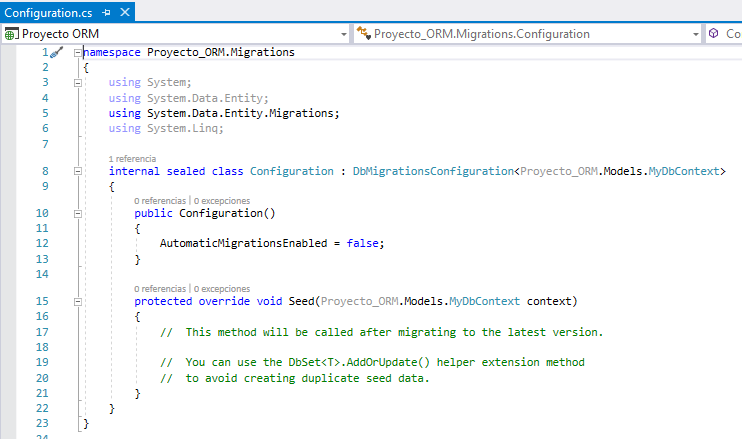 Configuration.cs
Proyecto ORM
Proyecto_ORM.Migrations.Configuration
Co
1 namespace Proyecto_ORM.Migrations
2 {
3 using System;
4 using System.Data.Entity;
5 using System.Data.Entity.Migrations;
6 using System.Linq;
7
1 referencia
8 internal sealed class Configuration : DbMigrationsConfiguration<Proyecto_ORM.Models.MyDbContext>
9 {
0 referencias | 0 excepciones
10 public Configuration()
11 {
12 AutomaticMigrationsEnabled = false;
13 }
14
0 referencias | 0 excepciones
15 protected override void Seed(Proyecto_ORM.Models.MyDbContext context)
16 {
17 //  This method will be called after migrating to the latest version.
18
19 //  You can use the DbSet<T>.AddOrUpdate() helper extension method
20 //  to avoid creating duplicate seed data.
21 }
22 }
23 }